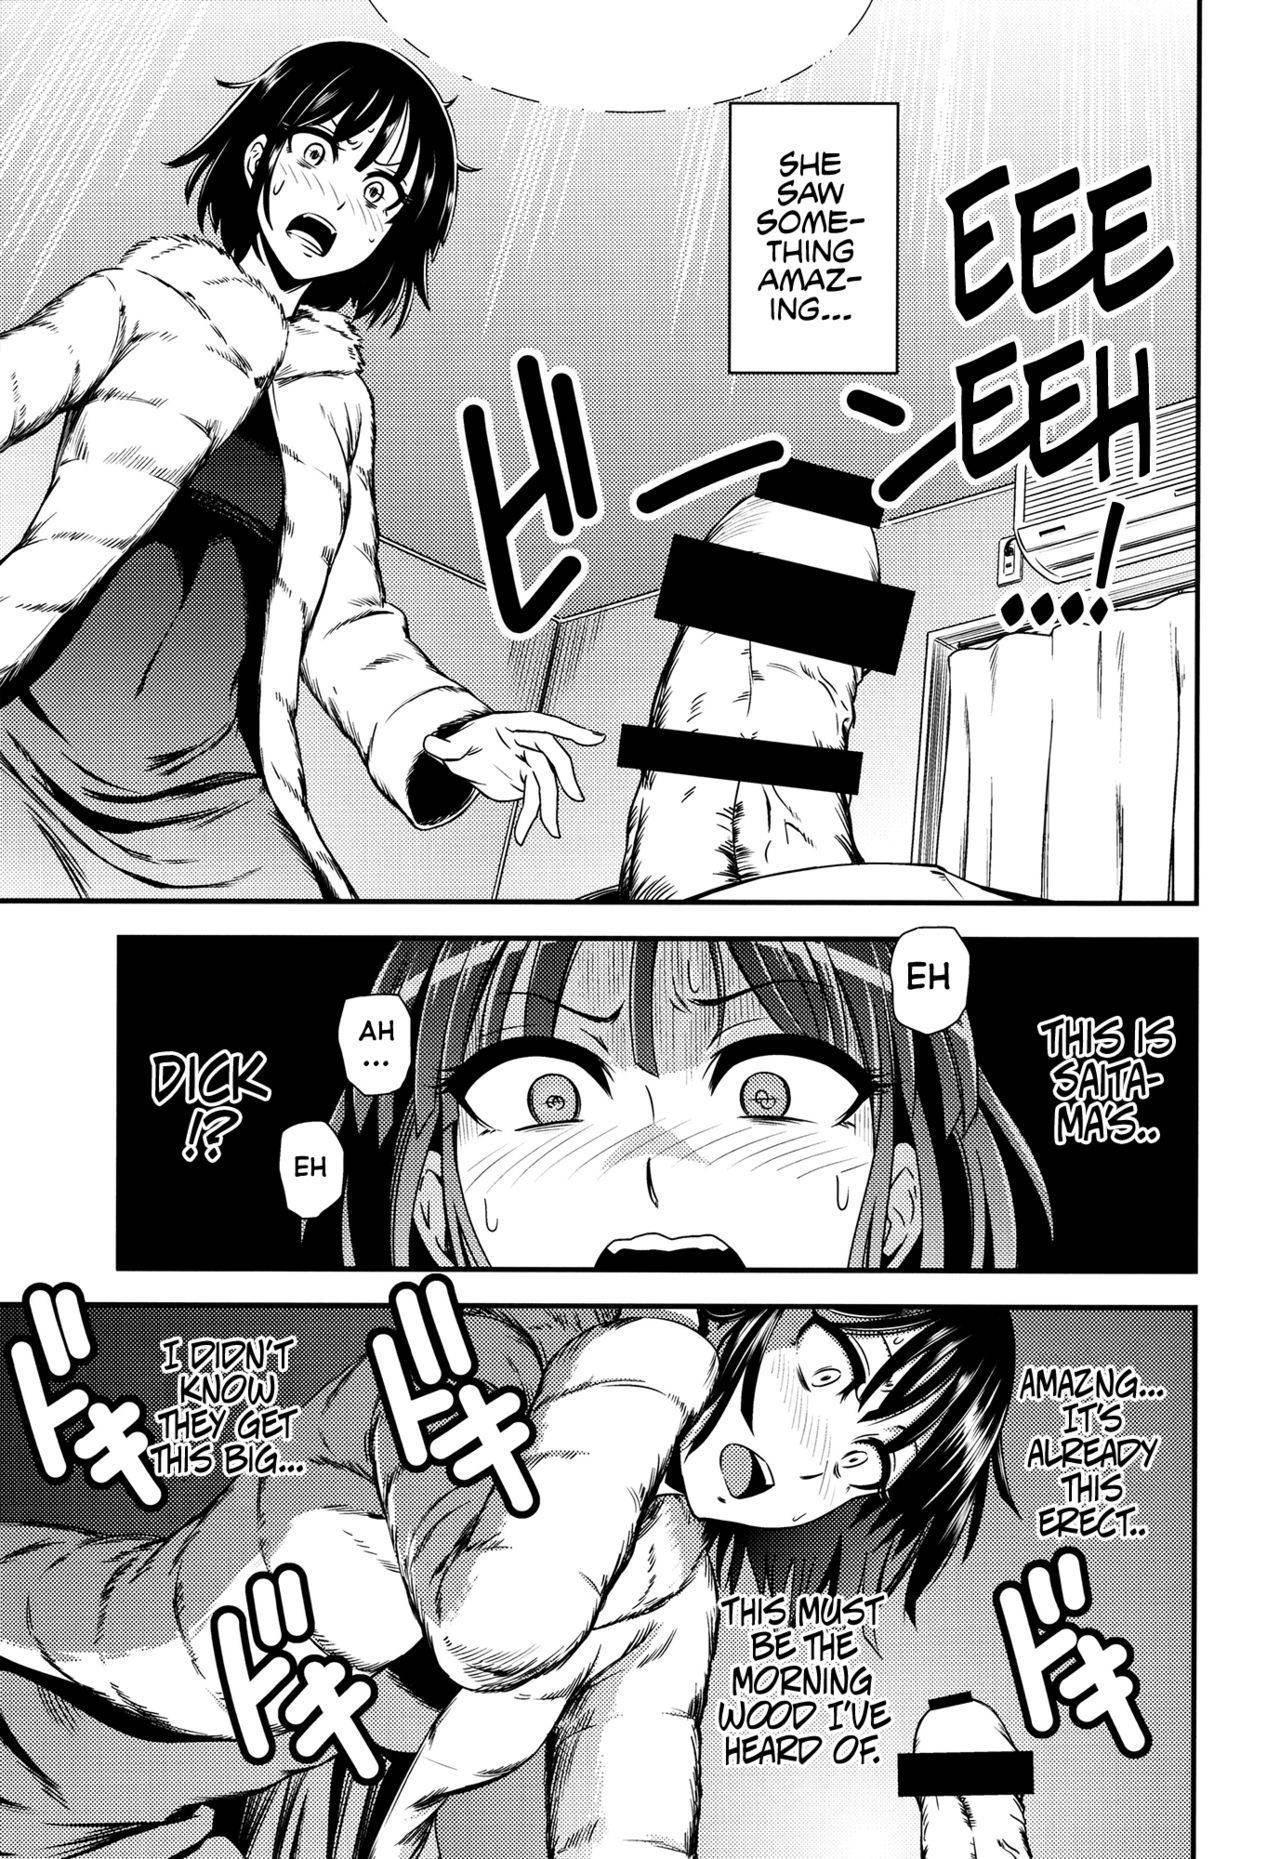 EEE
EEH
....!
SHE
SAW
SOME-
THING
AMAZ-
ING...
ビーン
EH
THIS IS
SAITA-
MA'S..
AH
...
EH
DICK
!?
AMAZNG...
IT'S
ALREADY
THIS
ERECT..
THIS MUST
BE THE
MORNING
WOOD I'VE
HEARD OF.
ドキ
I DIDN'T
KNOW
THEY GET
THIS BIG...
ドキ
ドキ
ドキ